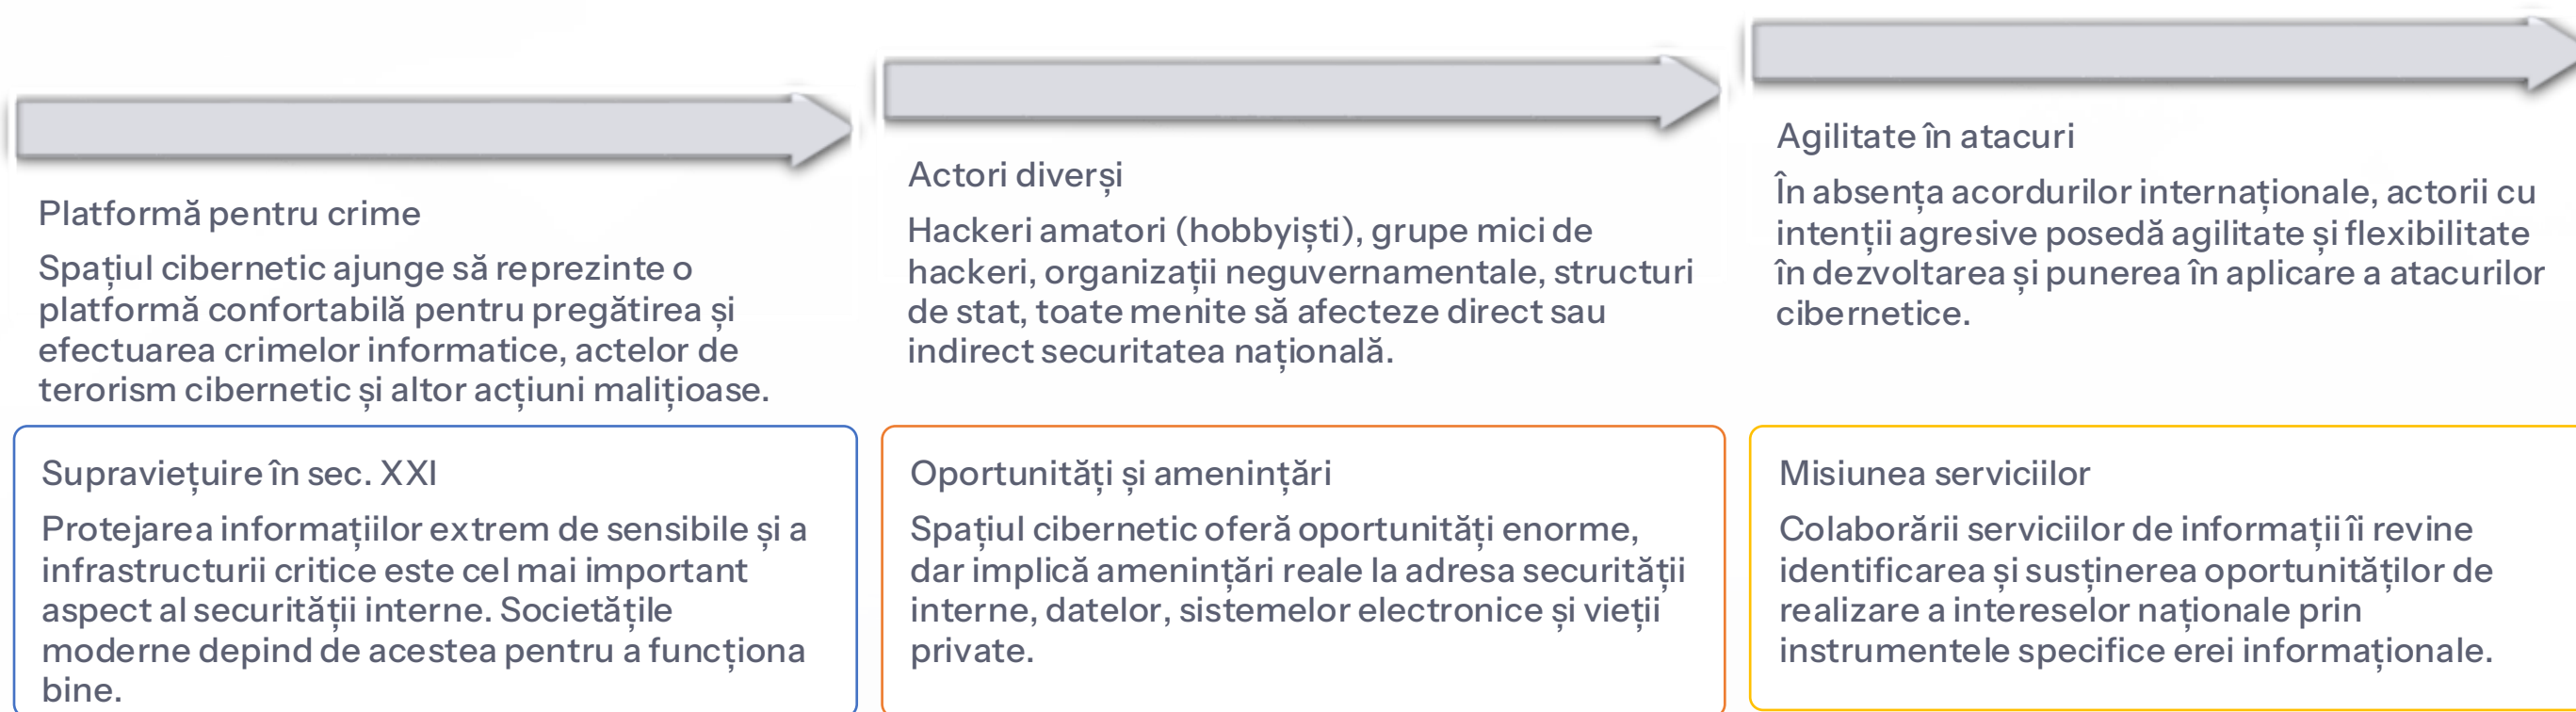 Platformă pentru crime
Spațiul cibernetic ajunge să reprezinte o
platformă confortabilă pentru pregătirea și
efectuarea crimelor informatice, actelor de
terorism cibernetic și altor acțiuni malițioase.
Actori diverși
Hackeri amatori (hobbyiști), grupe mici de
hackeri, organizații neguvernamentale, structuri
de stat, toate menite să afecteze direct sau
indirect securitatea națională.
Agilitate în atacuri
În absența acordurilor internaționale, actorii cu
intenții agresive posedă agilitate și flexibilitate
în dezvoltarea și punerea în aplicare a atacurilor
cibernetice.
Supraviețuire în sec. XXI
Protejarea informațiilor extrem de sensibile și a
infrastructurii critice este cel mai important
aspect al securității interne. Societățile
moderne depind de acestea pentru a funcționa
bine.
Oportunități și amenințări
Spațiul cibernetic oferă oportunități enorme,
dar implică amenințări reale la adresa securității
interne, datelor, sistemelor electronice și vieții
private.
Misiunea serviciilor
Colaborării serviciilor de informații îi revine
identificarea și susținerea oportunităților de
realizare a intereselor naționale prin
instrumentele specifice erei informaționale.